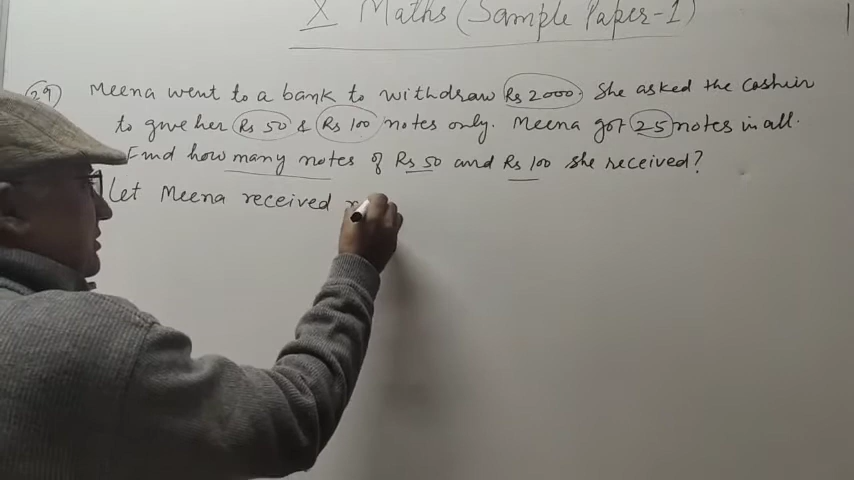 X Maths (Sample Paper-1)
29 Meena went to a bank to withdraw Rs 2000. She asked the cashier
to give her Rs 50 & Rs 100 notes only. Meena got 25 notes in all.
Find how many notes of Rs 50 and Rs 100 she received?
Let Meena received